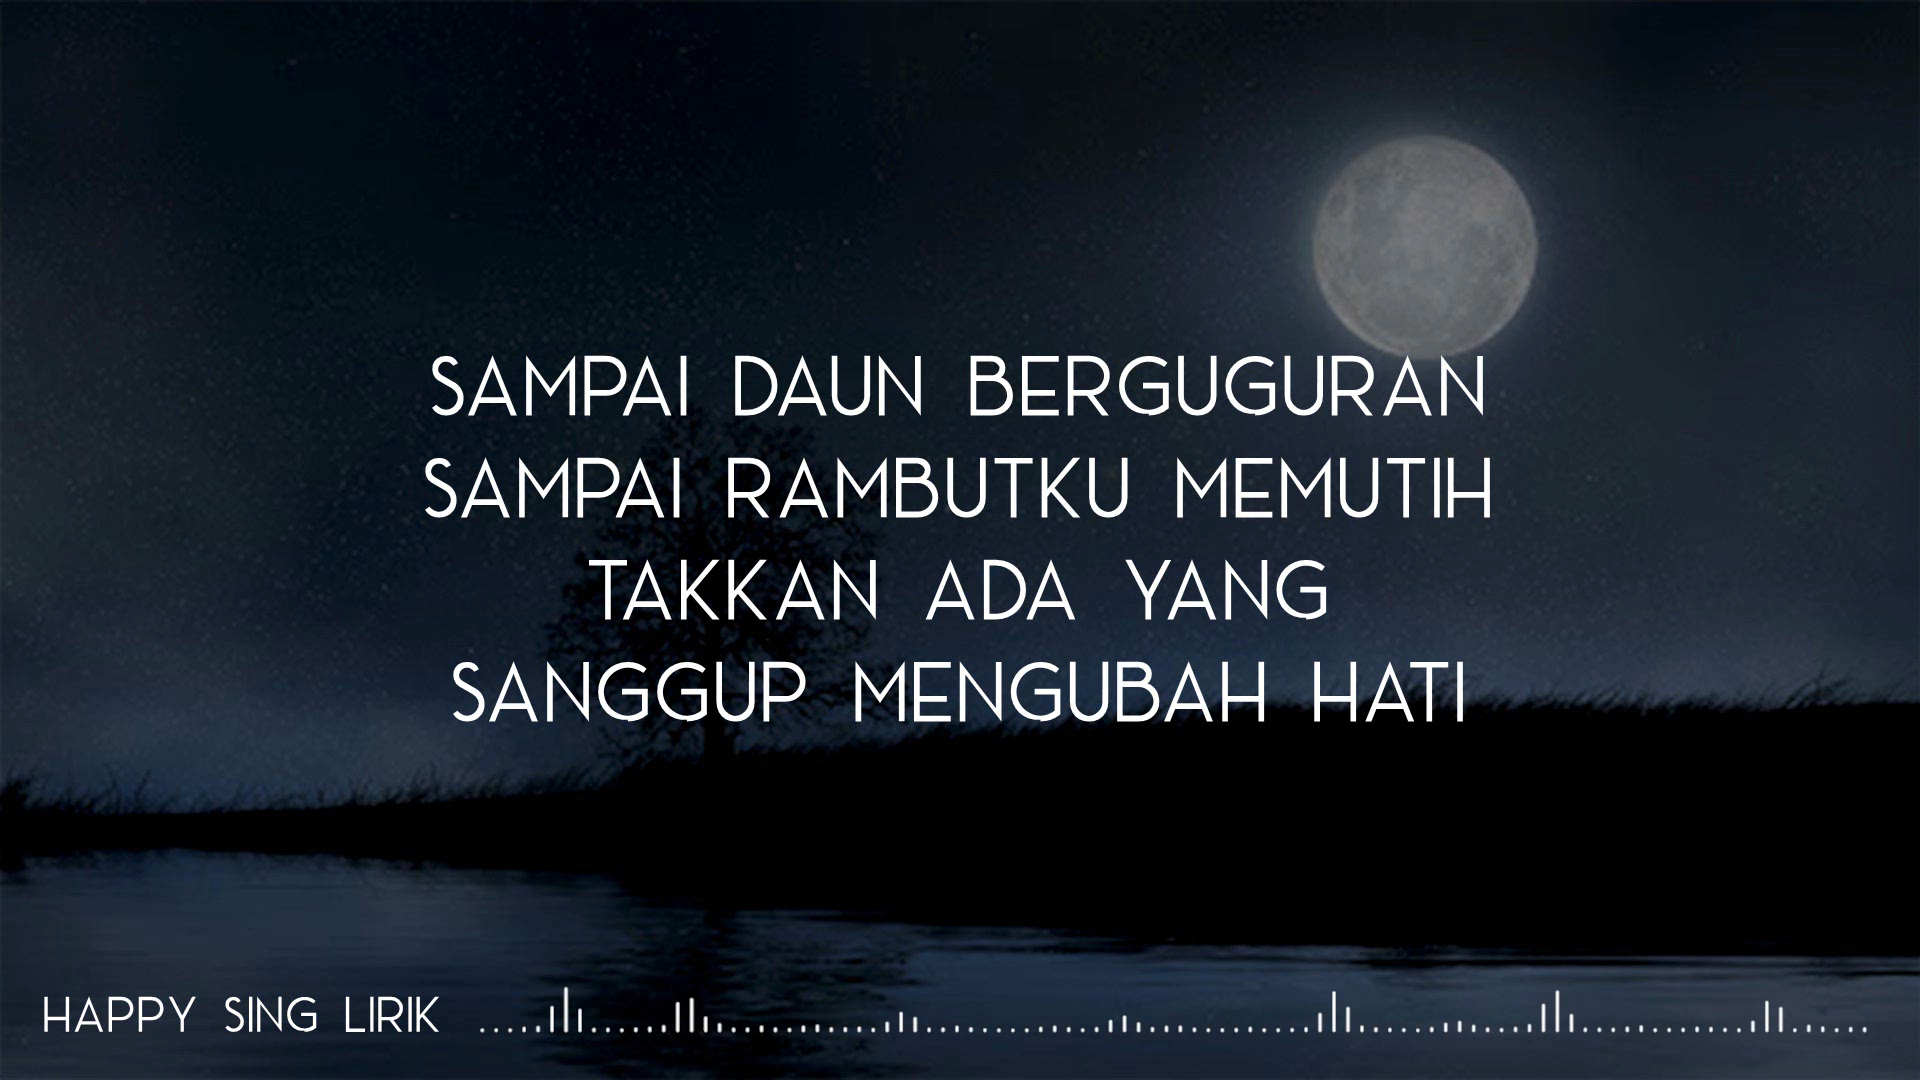 SAMPAI DAUN BERGUGURAN
SAMPAI RAMBUTKU MEMUTIH
TAKKAN ADA YANG
SANGGUP MENGUBAH HATI
HAPPY SING LIRIK